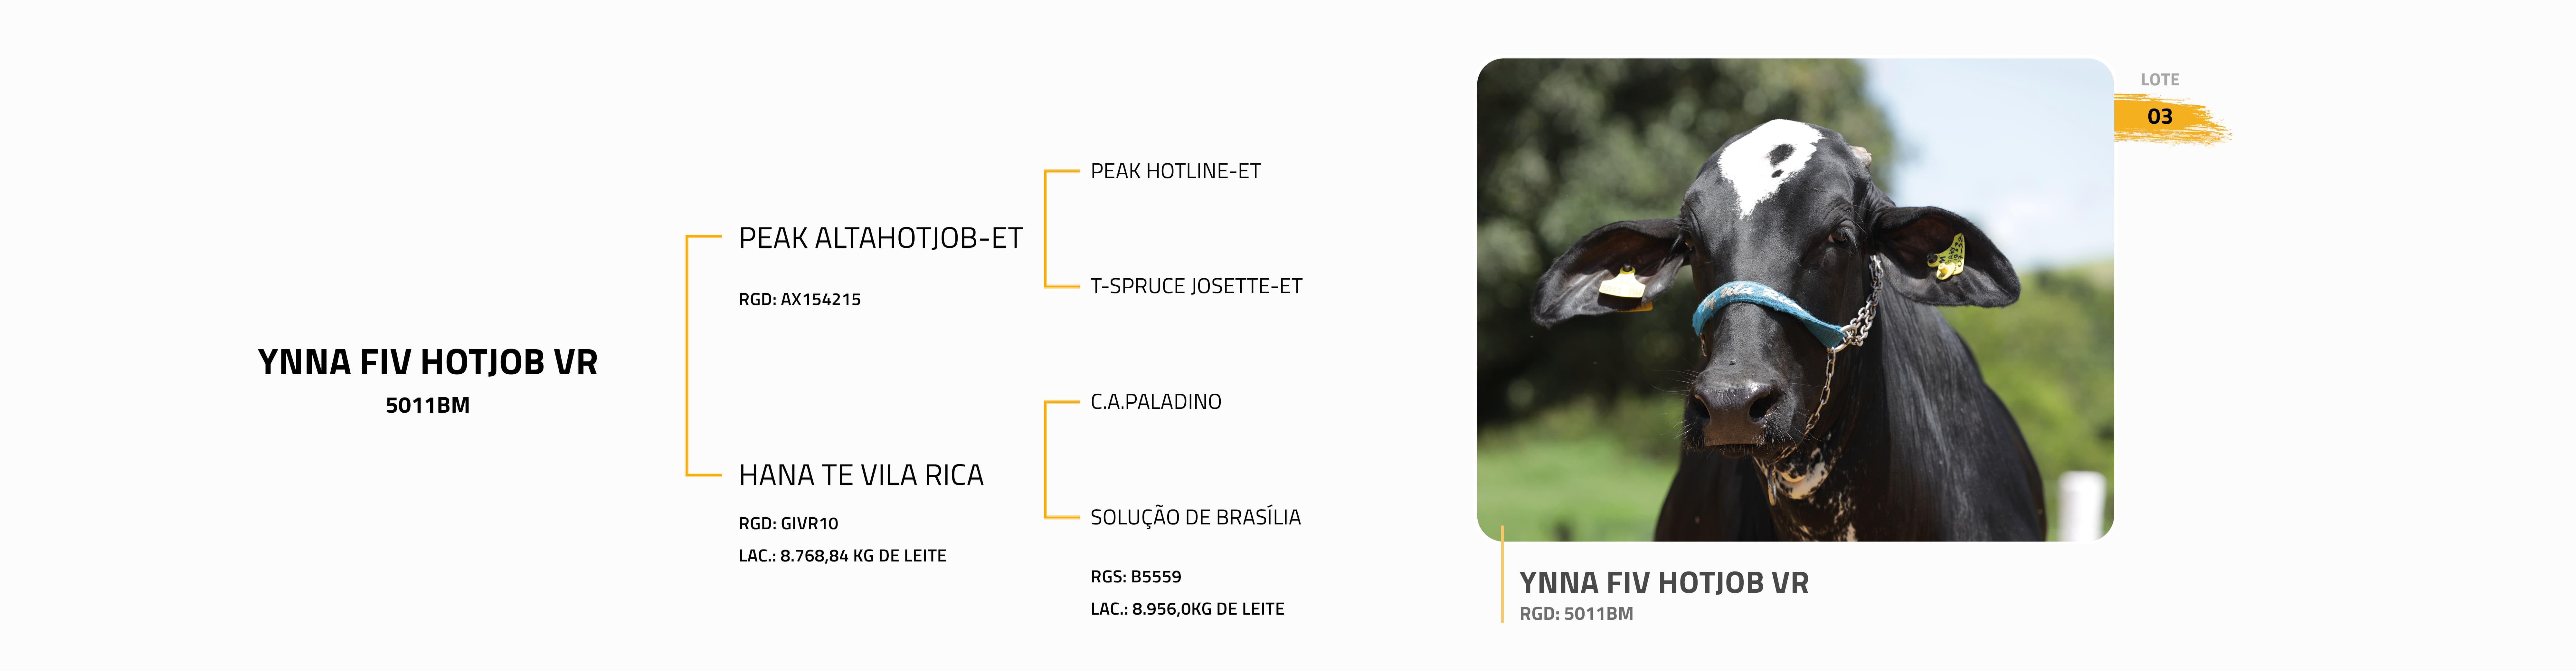 YNNA FIV HOTJOB VR
5011BM
PEAK ALTAHOTJOB-ET
RGD: AX154215
HANA TE VILA RICA
RGD: GIVR10
LAC.: 8.768,84 KG DE LEITE
PEAK HOTLINE-ET
T-SPRUCE JOSETTE-ET
C.A.PALADINO
SOLUÇÃO DE BRASÍLIA
RGS: B5559
LAC.: 8.956,0KG DE LEITE
LOTE
03
YNNA FIV HOTJOB VR
RGD: 5011BM